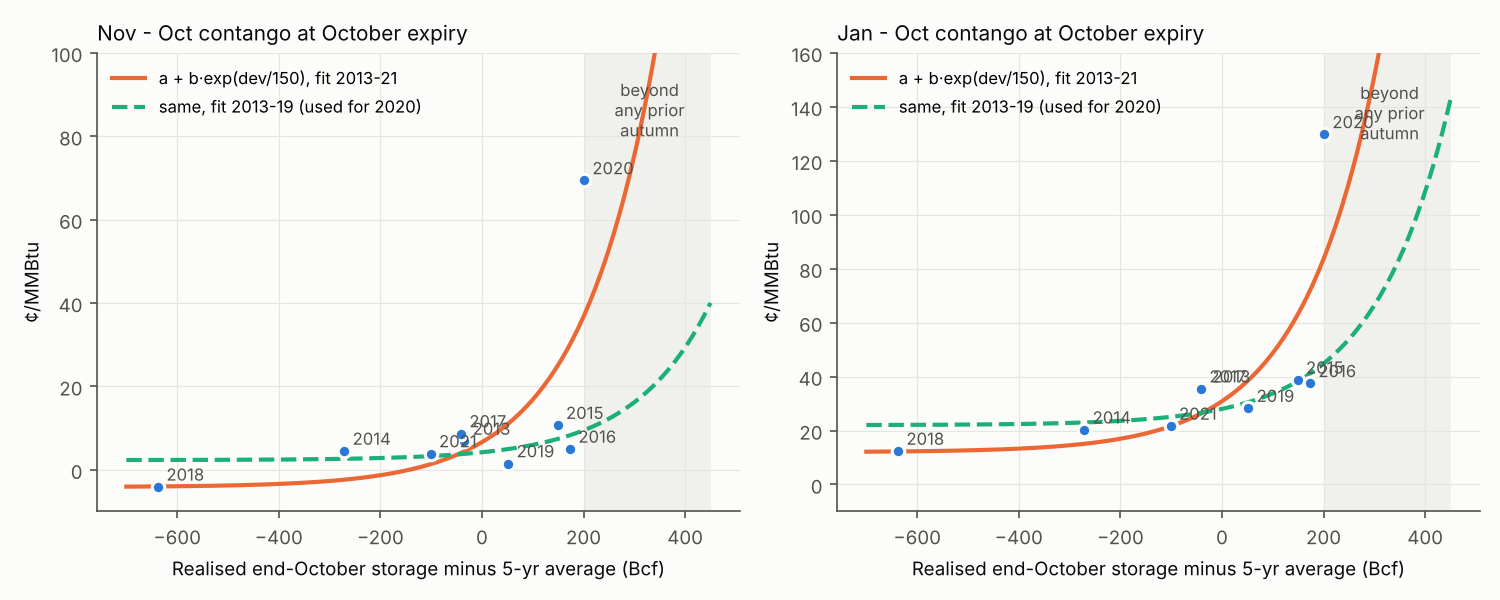 Nov - Oct contango at October expiry
a + b·exp(dev/150), fit 2013-21
same, fit 2013-19 (used for 2020)
beyond
any prior
autumn
100
80
60
40
20
0
¢/MMBtu
2020
2017
2013
2015
2014
2021
2016
2019
2018
−600
−400
−200
0
200
400
Realised end-October storage minus 5-yr average (Bcf)
Jan - Oct contango at October expiry
a + b·exp(dev/150), fit 2013-21
same, fit 2013-19 (used for 2020)
beyond
any prior
autumn
160
140
120
100
80
60
40
20
0
¢/MMBtu
2020
2017
2013
2015
2016
2019
2014
2021
2018
−600
−400
−200
0
200
400
Realised end-October storage minus 5-yr average (Bcf)